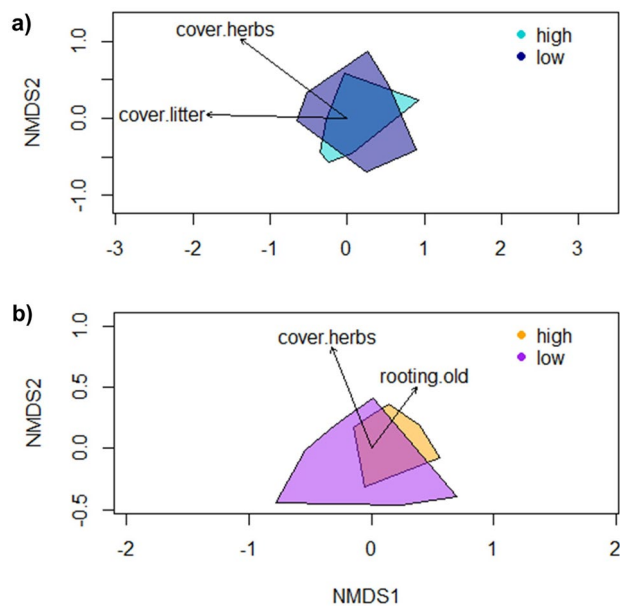 a)
cover.herbs
high
low
cover.litter
NMDS2
1.0
0.0
-1.0
-3 -2 -1 0 1 2 3
b)
cover.herbs
high
low
rooting.old
NMDS2
1.0
0.5
0.0
-0.5
-2 -1 0 1 2
NMDS1